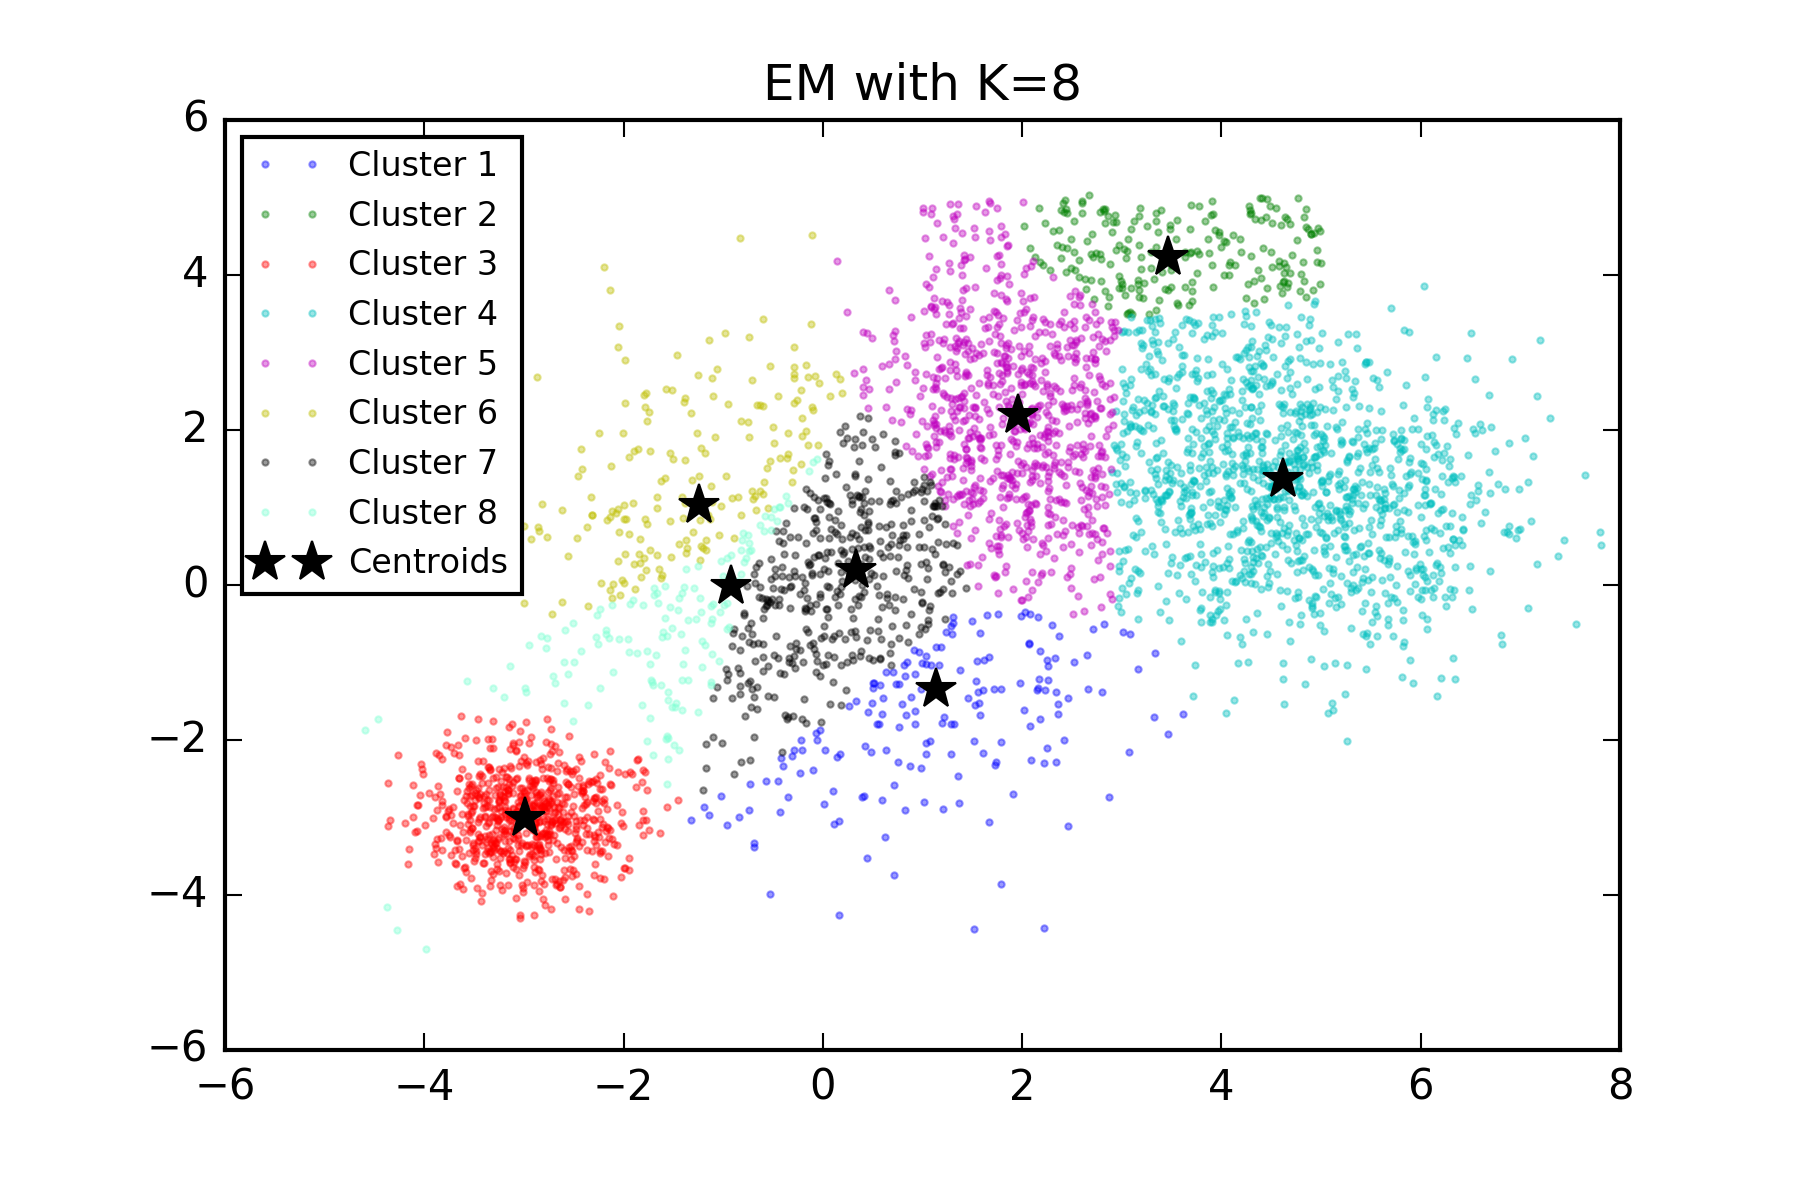 EM with K=8
6
4
2
0
−2
−4
−6
Cluster 1
Cluster 2
Cluster 3
Cluster 4
Cluster 5
Cluster 6
Cluster 7
Cluster 8
Centroids
−6 −4 −2 0 2 4 6 8